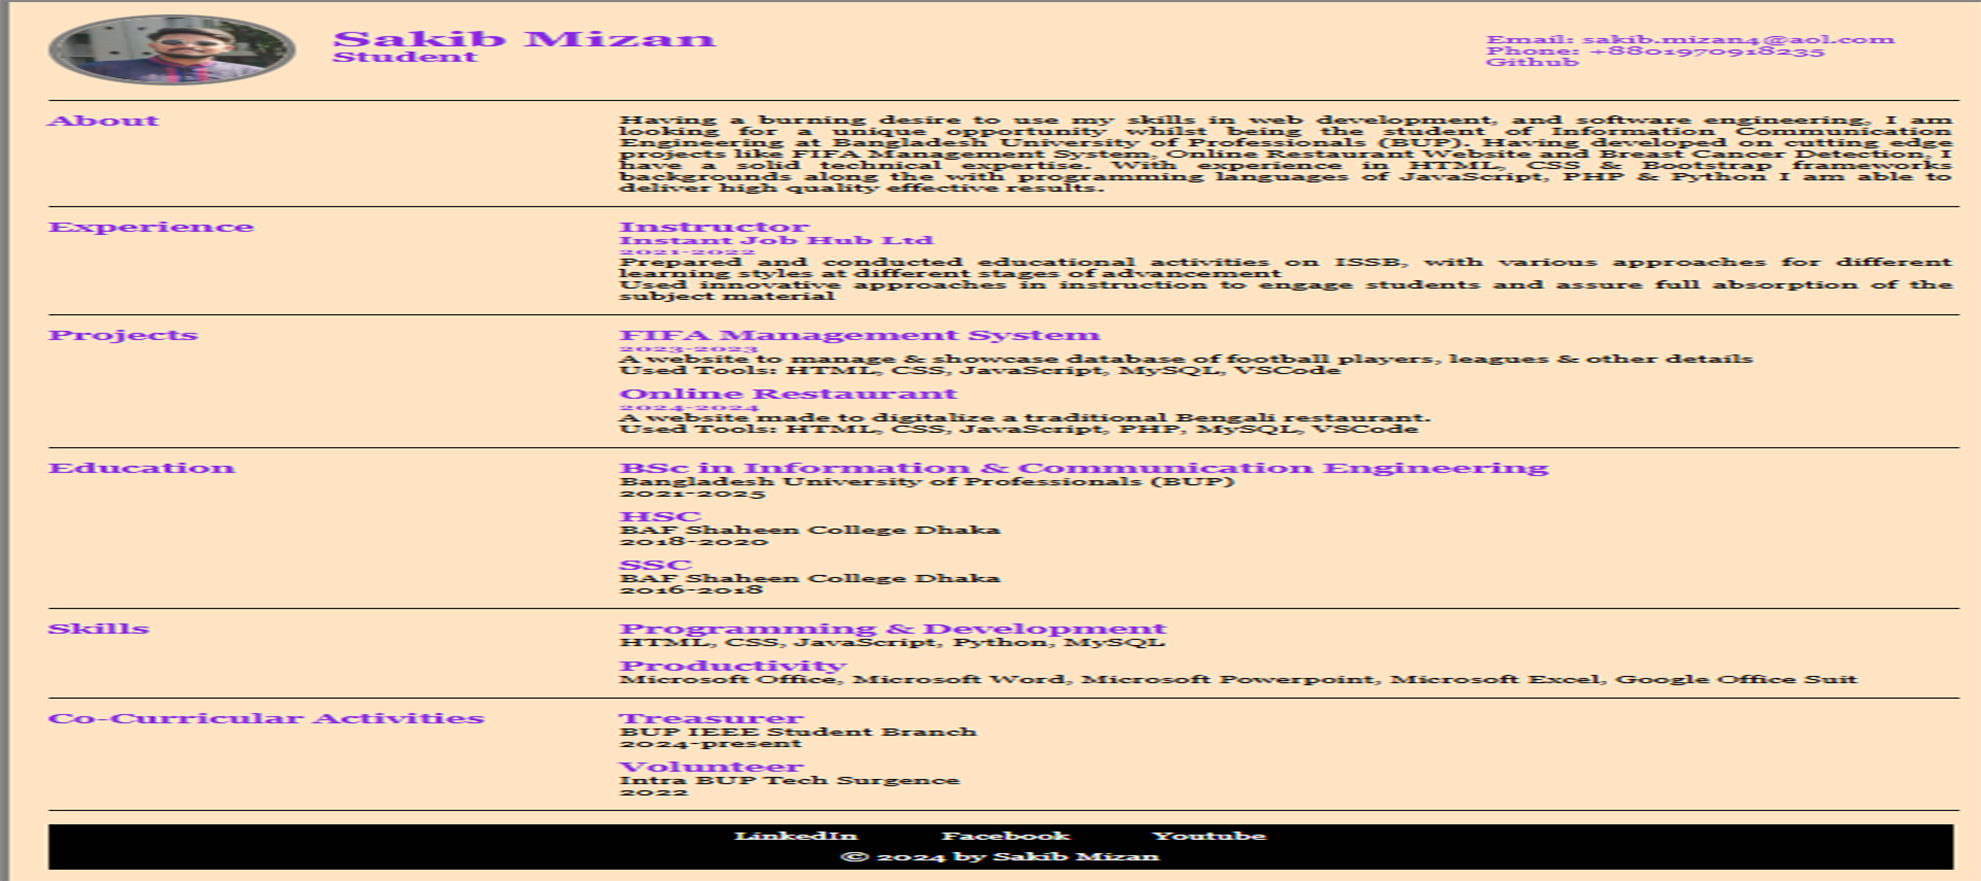 Sakib Mizan
Student
Email: sakib.mizan4@aol.com
Phone: +8801970918235
Github
About
Having a burning desire to use my skills in web development, and software engineering, I am
looking for a unique opportunity whilst being the student of Information Communication
Engineering at Bangladesh University of Professionals (BUP). Having developed on cutting edge
projects like FIFA Management System, Online Restaurant Website and Breast Cancer Detection, I
have a solid technical expertise. With experience in HTML, CSS & Bootstrap frameworks
backgrounds along the with programming languages of JavaScript, PHP & Python I am able to
deliver high quality effective results.
Experience
Instructor
Instant Job Hub Ltd
2021-2022
Prepared and conducted educational activities on ISSB, with various approaches for different
learning styles at different stages of advancement
Used innovative approaches in instruction to engage students and assure full absorption of the
subject material
Projects
FIFA Management System
2023-2023
A website to manage & showcase database of football players, leagues & other details
Used Tools: HTML, CSS, JavaScript, MySQL, VSCode
Online Restaurant
2024-2024
A website made to digitalize a traditional Bengali restaurant.
Used Tools: HTML, CSS, JavaScript, PHP, MySQL, VSCode
Education
BSc in Information & Communication Engineering
Bangladesh University of Professionals (BUP)
2021-2025
HSC
BAF Shaheen College Dhaka
2018-2020
SSC
BAF Shaheen College Dhaka
2016-2018
Skills
Programming & Development
HTML, CSS, JavaScript, Python, MySQL
Productivity
Microsoft Office, Microsoft Word, Microsoft Powerpoint, Microsoft Excel, Google Office Suit
Co-Curricular Activities
Treasurer
BUP IEEE Student Branch
2024-present
Volunteer
Intra BUP Tech Surgence
2022
LinkedIn Facebook Youtube
© 2024 by Sakib Mizan